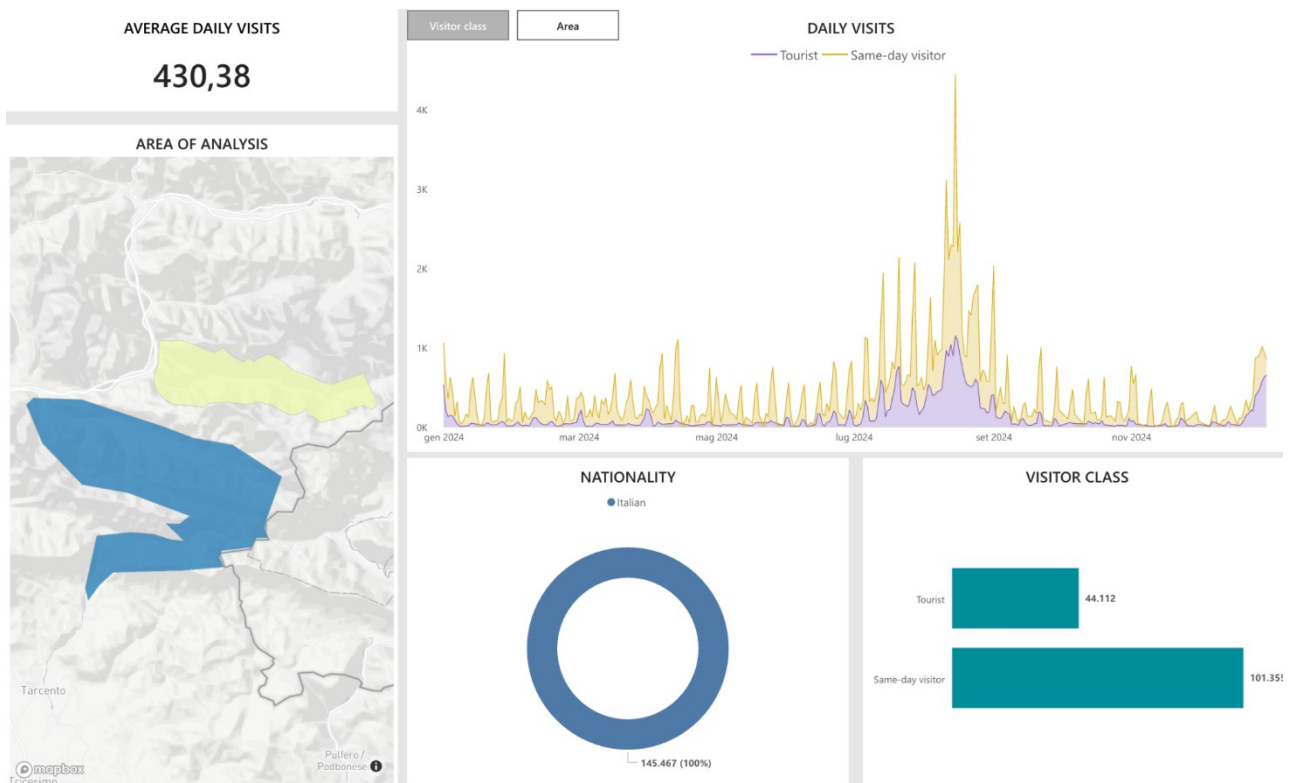 AVERAGE DAILY VISITS
430,38
AREA OF ANALYSIS
Tarcento
Pulfero /
Podbonesec
mapbox
Tricesimo
Visitor class
Area
DAILY VISITS
Tourist
Same-day visitor
4K
3K
2K
1K
0K
gen 2024
mar 2024
mag 2024
lug 2024
set 2024
nov 2024
NATIONALITY
Italian
145.467 (100%)
VISITOR CLASS
Tourist
44.112
Same-day visitor
101.355